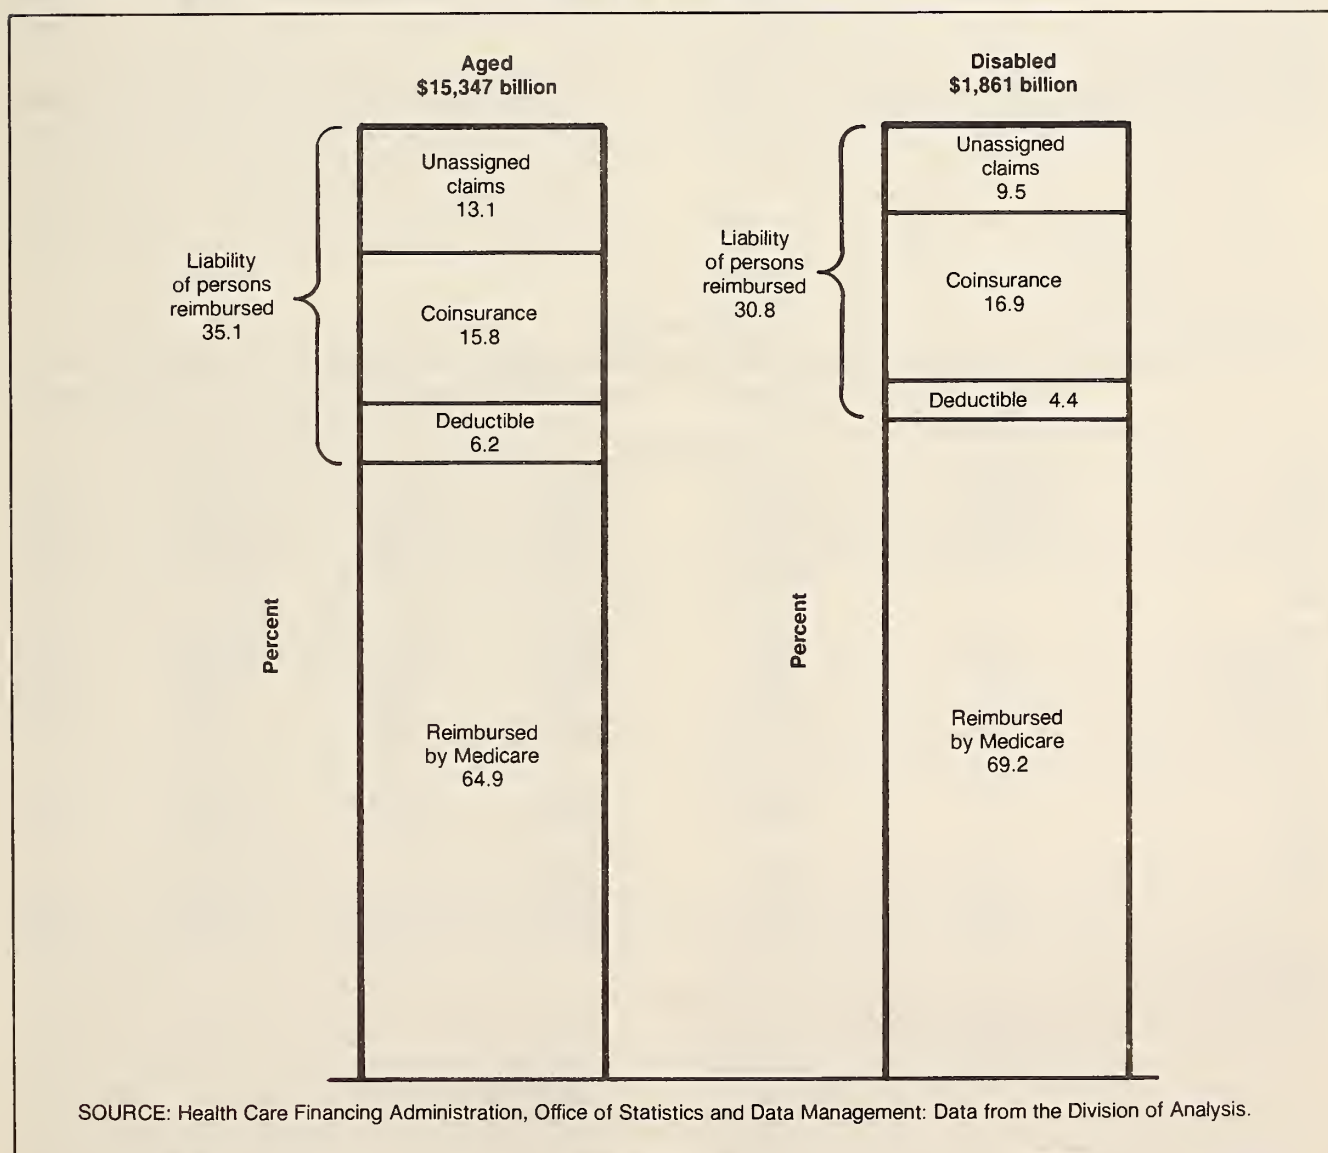 Aged
$15,347 billion
Unassigned
claims
13.1
Liability
of persons
reimbursed
35.1
Coinsurance
15.8
Deductible
6.2
Percent
Reimbursed
by Medicare
64.9
Disabled
$1,861 billion
Unassigned
claims
9.5
Liability
of persons
reimbursed
30.8
Coinsurance
16.9
Deductible 4.4
Percent
Reimbursed
by Medicare
69.2
SOURCE: Health Care Financing Administration, Office of Statistics and Data Management: Data from the Division of Analysis.